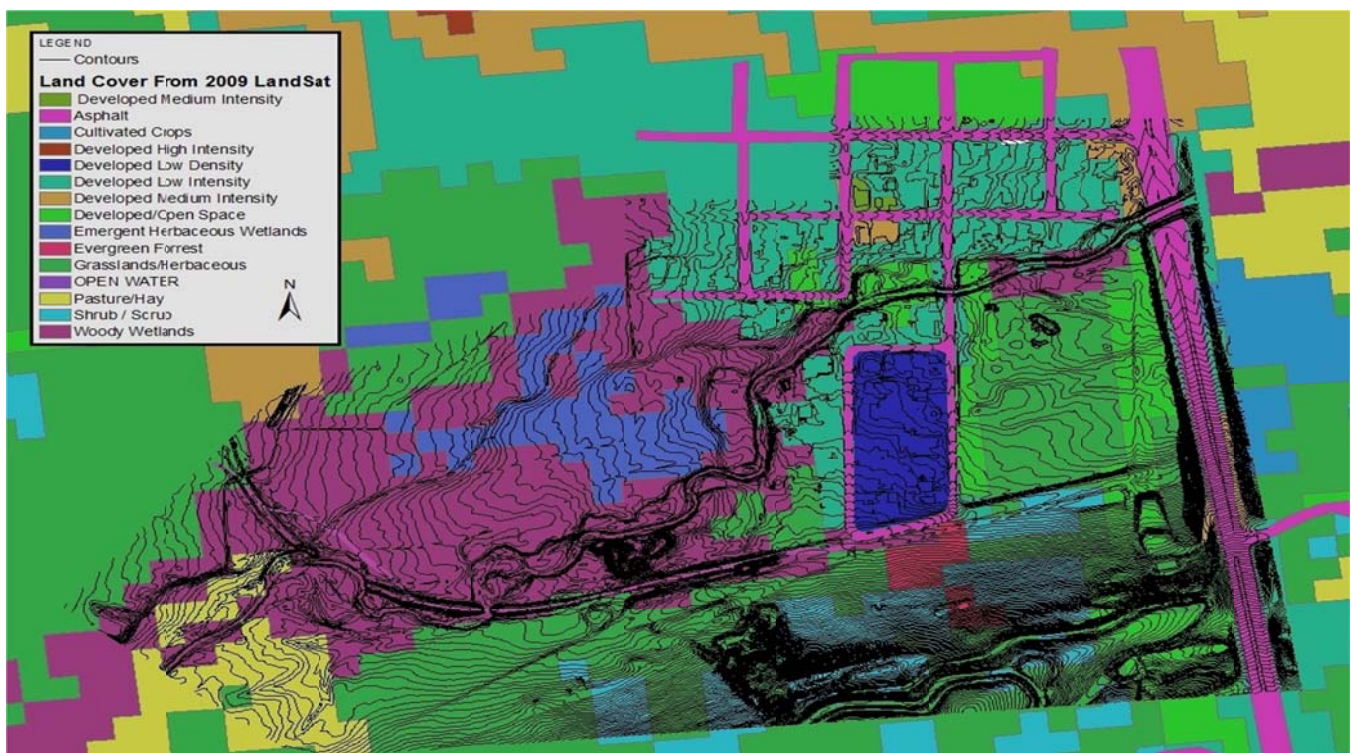 LEGEND
Contours
Land Cover From 2009 LandSat
Developed Medium Intensity
Asphalt
Cultivated Crops
Developed High Intensity
Developed Low Density
Developed Low Intensity
Developed Medium Intensity
Developed/Open Space
Emergent Herbaceous Wetlands
Evergreen Forrest
Grasslands/Herbaceous
OPEN WATER
Pasture/Hay
Shrub / Scrub
Woody Wetlands
N